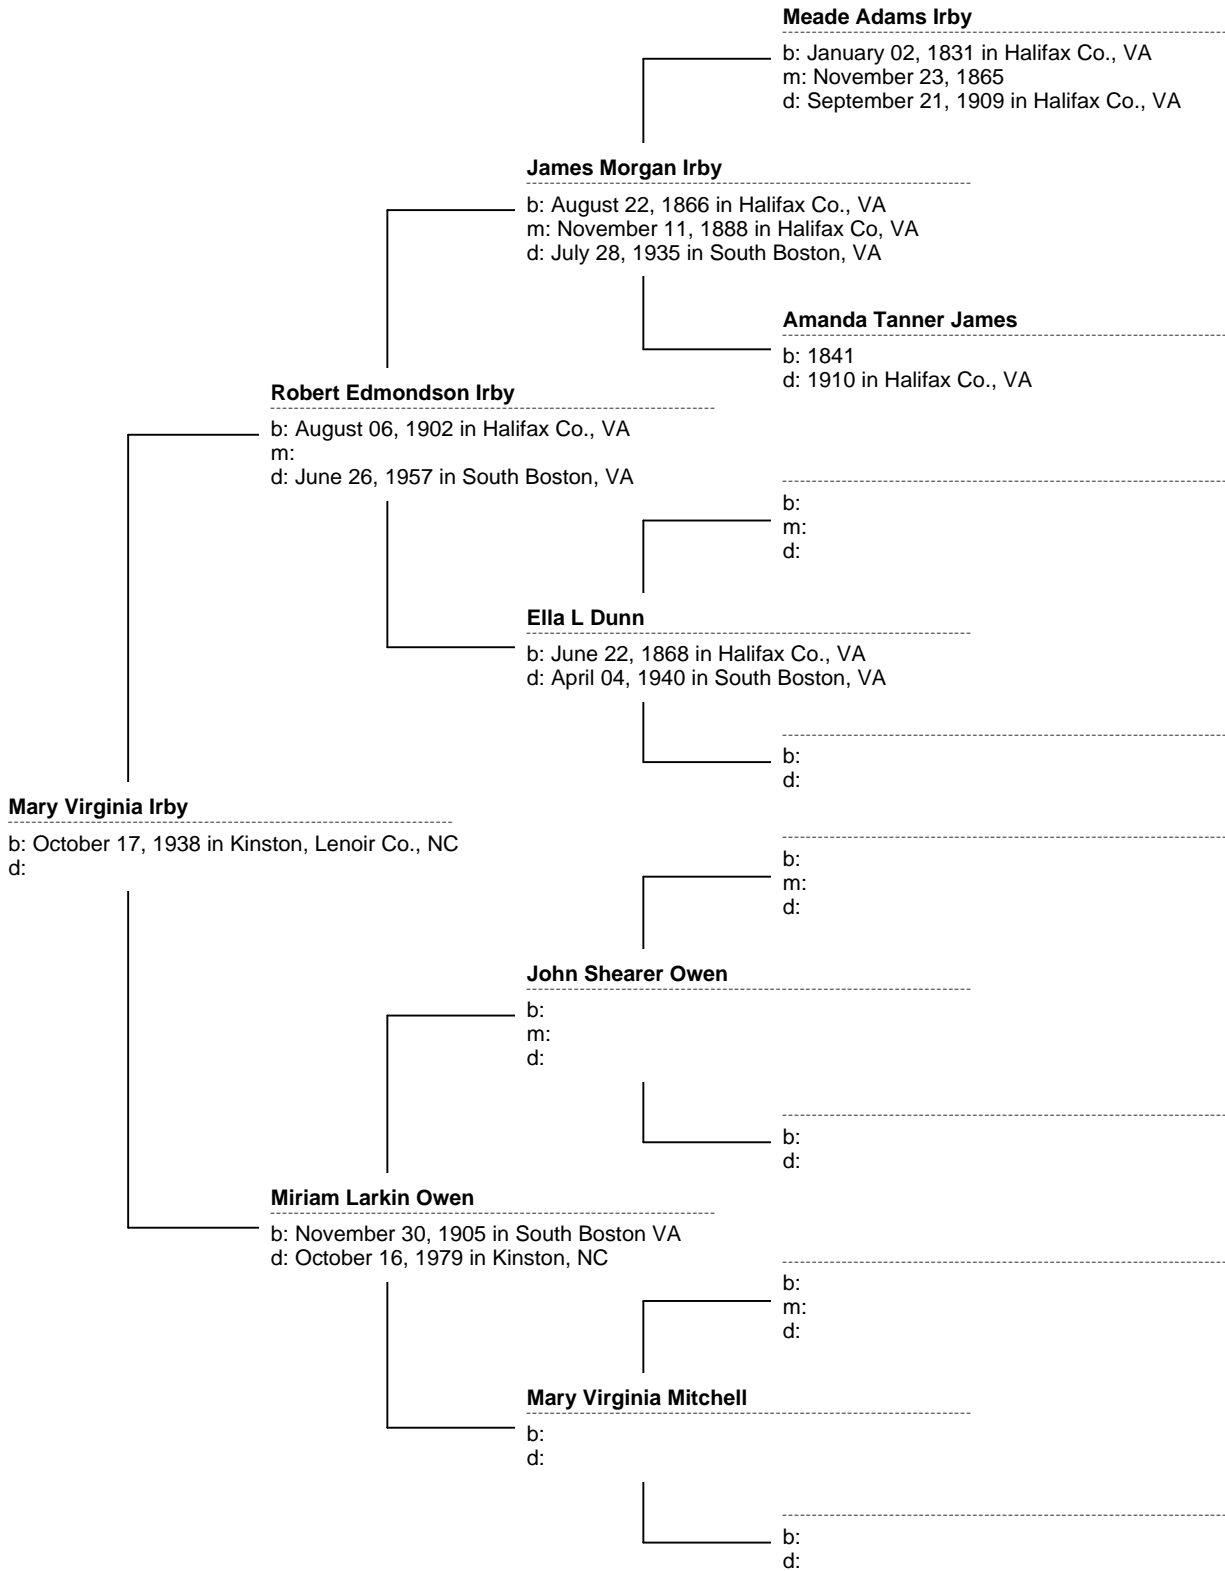 Meade Adams Irby
b: January 02, 1831 in Halifax Co., VA
m: November 23, 1865
d: September 21, 1909 in Halifax Co., VA
James Morgan Irby
b: August 22, 1866 in Halifax Co., VA
m: November 11, 1888 in Halifax Co, VA
d: July 28, 1935 in South Boston, VA
Amanda Tanner James
b: 1841
d: 1910 in Halifax Co., VA
Robert Edmondson Irby
b: August 06, 1902 in Halifax Co., VA
m:
d: June 26, 1957 in South Boston, VA
b:
m:
d:
Ella L Dunn
b: June 22, 1868 in Halifax Co., VA
d: April 04, 1940 in South Boston, VA
b:
d:
Mary Virginia Irby
b: October 17, 1938 in Kinston, Lenoir Co., NC
d:
b:
m:
d:
John Shearer Owen
b:
m:
d:
b:
d:
Miriam Larkin Owen
b: November 30, 1905 in South Boston VA
d: October 16, 1979 in Kinston, NC
b:
m:
d:
Mary Virginia Mitchell
b:
d:
b:
d: